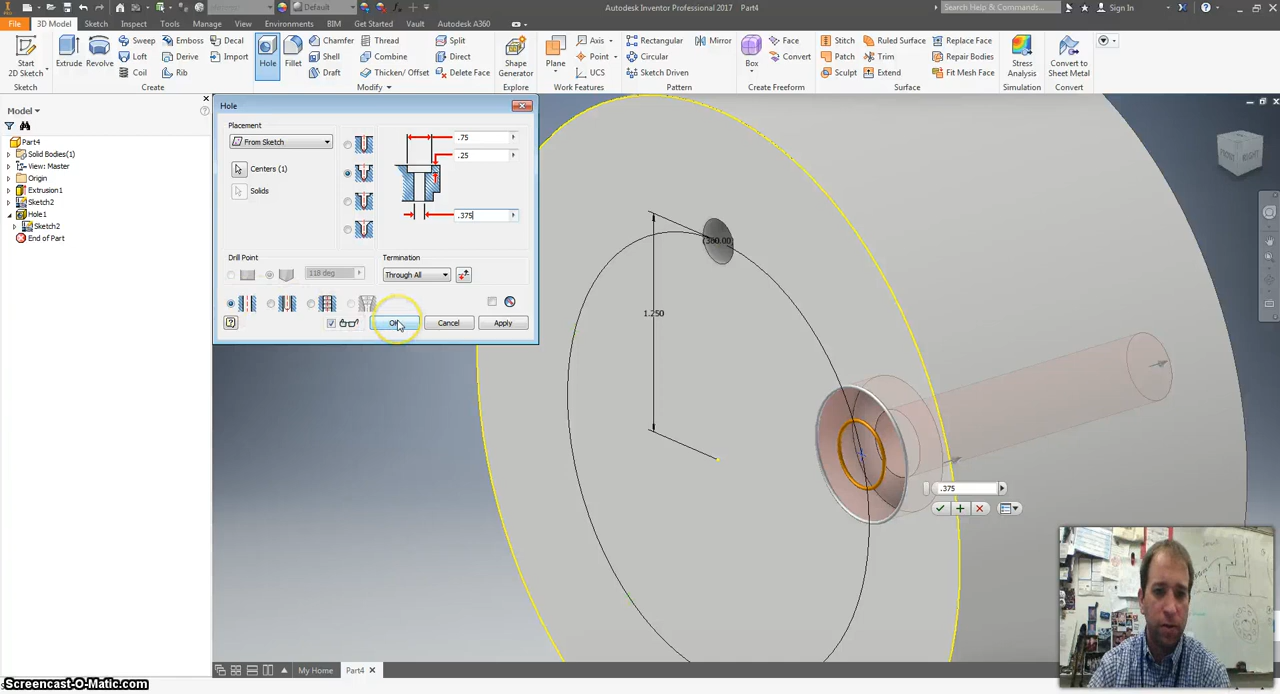 Default
Autodesk Inventor Professional 2017 Part4
Search Help & Commands...
Sign In
File
3D Model
Sketch
Inspect
Tools
Manage
View
Environments
BIM
Get Started
Vault
Autodesk A360
Start
2D Sketch
Sketch
Extrude
Revolve
Sweep
Loft
Coil
Emboss
Derive
Rib
Decal
Import
Create
Hole
Fillet
Chamfer
Shell
Draft
Thread
Combine
Thicken/ Offset
Split
Direct
Delete Face
Modify
Shape
Generator
Explore
Plane
Axis
Point
UCS
Work Features
Rectangular
Circular
Sketch Driven
Mirror
Pattern
Box
Face
Convert
Create Freeform
Stitch
Patch
Sculpt
Ruled Surface
Trim
Extend
Replace Face
Repair Bodies
Fit Mesh Face
Surface
Stress
Analysis
Simulation
Convert to
Sheet Metal
Convert
Model
Part4
Solid Bodies(1)
View: Master
Origin
Extrusion1
Sketch2
Hole1
Sketch2
End of Part
Hole
Placement
From Sketch
Centers (1)
Solids
.75
.25
.375
Drill Point
118 deg
Termination
Through All
OK
Cancel
Apply
(360.00)
1.250
.375
FRONT
RIGHT
My Home
Part4
Screencast-O-Matic.com